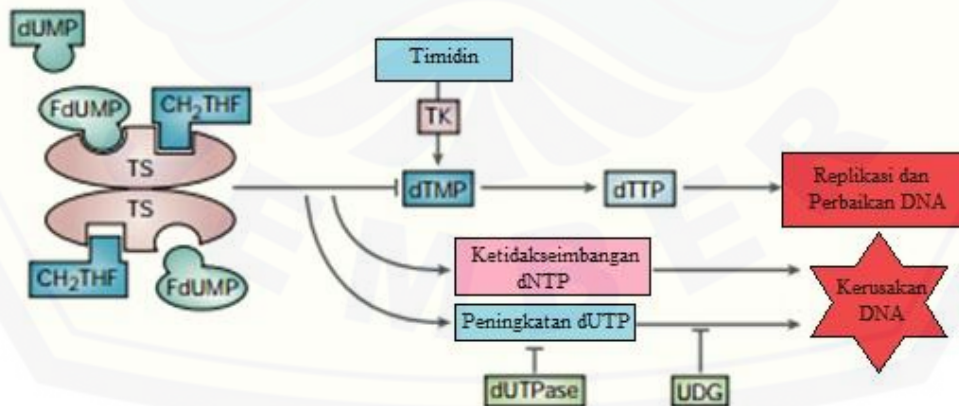 dUMP
FdUMP
CH₂THF
TS
TS
CH₂THF
FdUMP
Timidin
TK
dTMP
dTTP
Replikasi dan
Perbaikan DNA
Ketidakseimbangan
dNTP
Peningkatan dUTP
Kerusakan
DNA
dUTPase
UDG